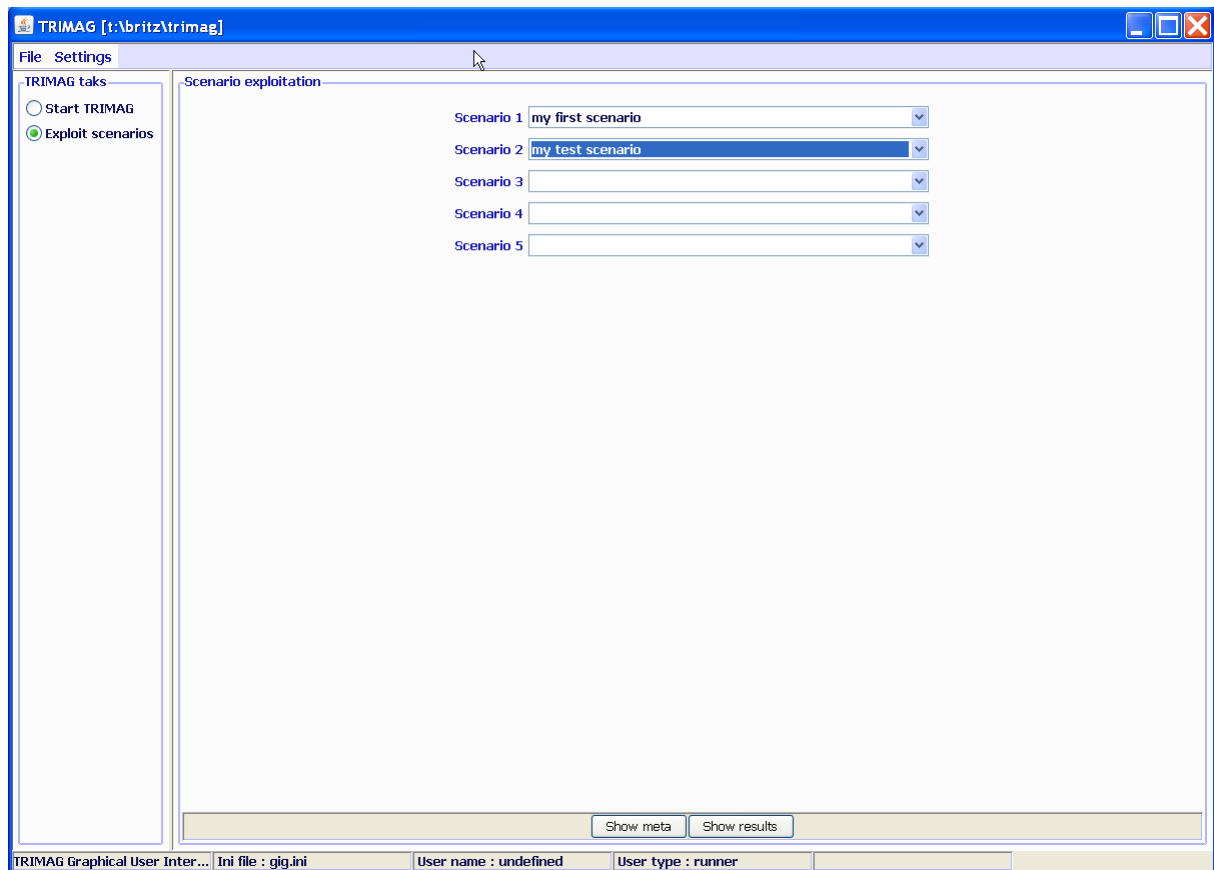 TRIMAG [t:\britz\trimag]
File Settings
TRIMAG taks
Start TRIMAG
Exploit scenarios
Scenario exploitation
Scenario 1 my first scenario
Scenario 2 my test scenario
Scenario 3
Scenario 4
Scenario 5
Show meta Show results
TRIMAG Graphical User Inter... Ini file : gig.ini User name : undefined User type : runner